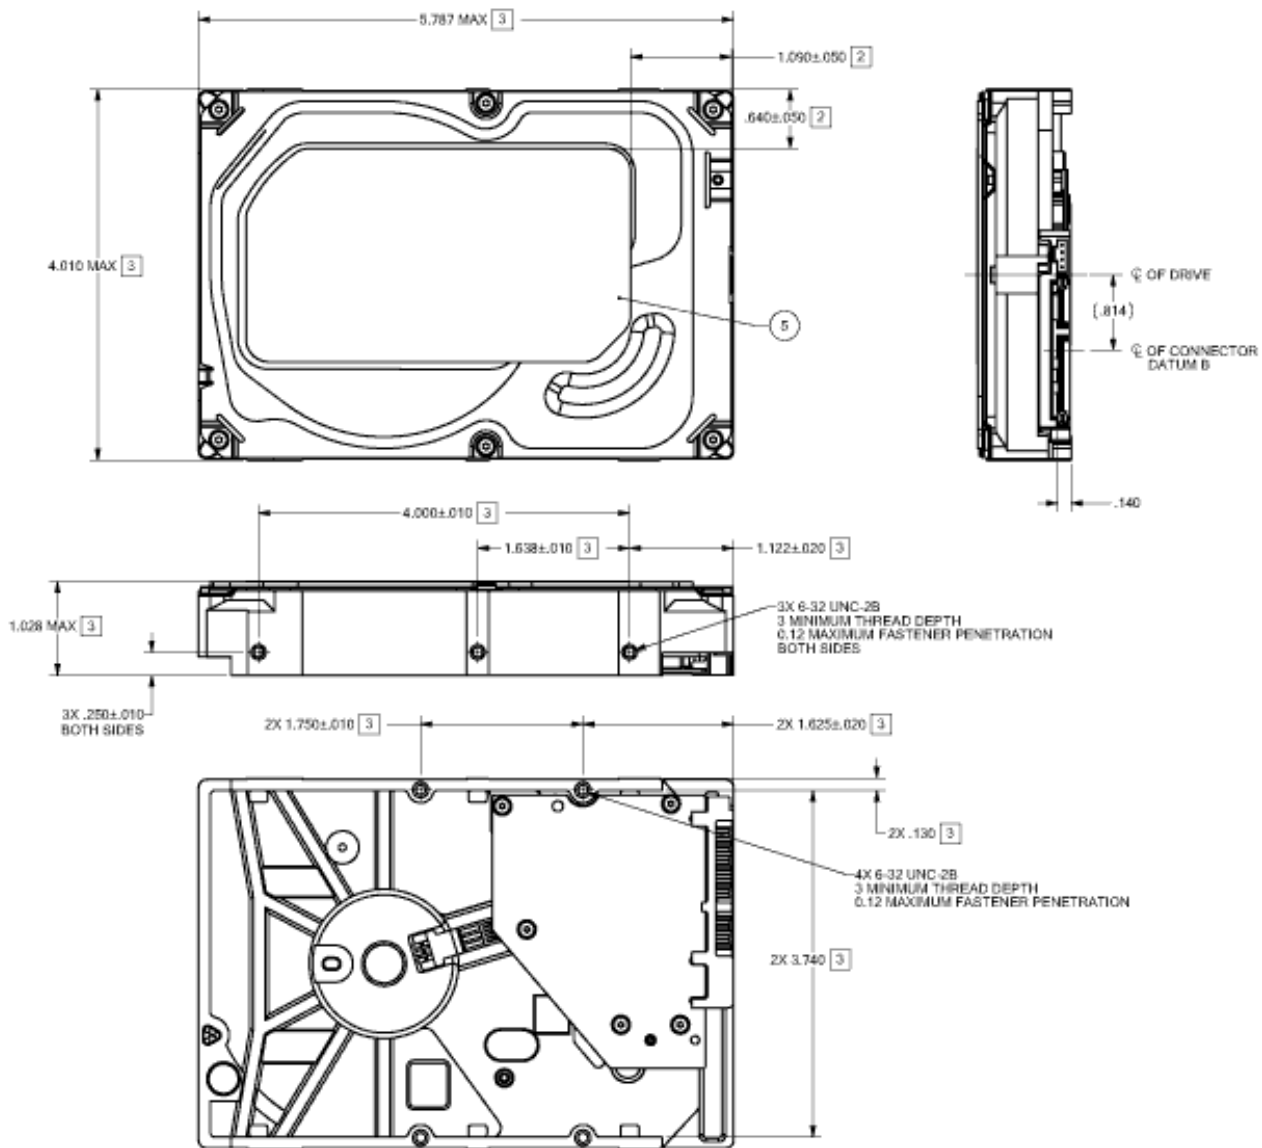 5.787 MAX 3
1.090±.050 2
.640±.050 2
4.010 MAX 3
5
℄ OF DRIVE
(.814)
℄ OF CONNECTOR
DATUM B
.140
4.000±.010 3
1.638±.010 3
1.122±.020 3
1.028 MAX 3
3X 6-32 UNC-2B
3 MINIMUM THREAD DEPTH
0.12 MAXIMUM FASTENER PENETRATION
BOTH SIDES
3X .250±.010
BOTH SIDES
2X 1.750±.010 3
2X 1.625±.020 3
2X .130 3
4X 6-32 UNC-2B
3 MINIMUM THREAD DEPTH
0.12 MAXIMUM FASTENER PENETRATION
2X 3.740 3